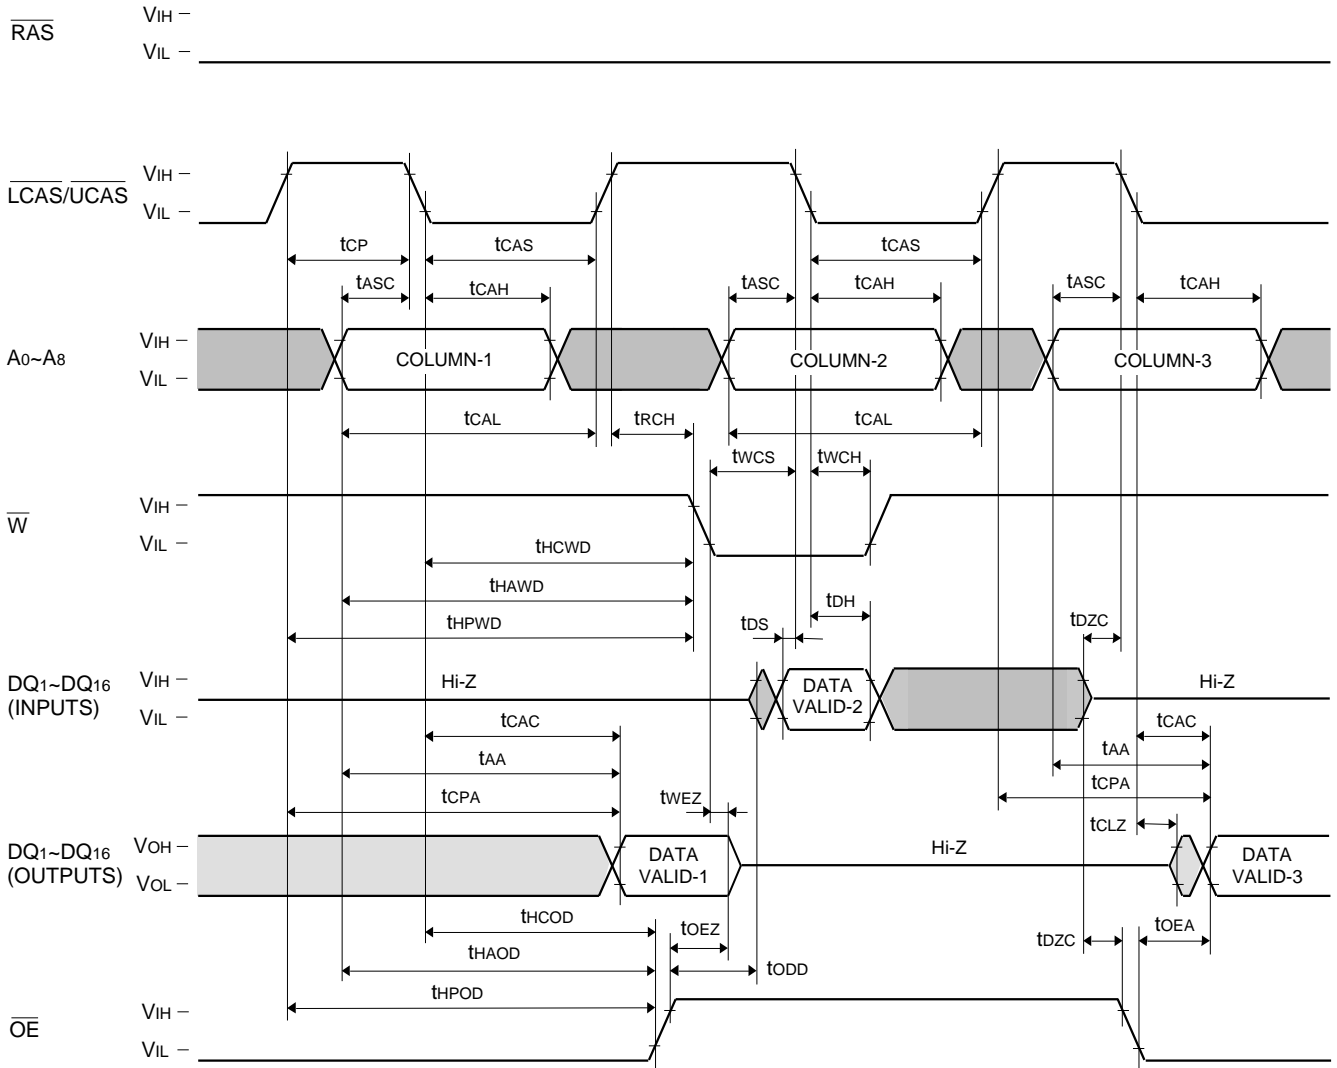 RAS
VIH
VIL
LCAS/UCAS
VIH
VIL
tCP
tCAS
tCAS
tASC
tCAH
tASC
tCAH
tASC
tCAH
A0~A8
VIH
VIL
COLUMN-1
COLUMN-2
COLUMN-3
tCAL
tRCH
tCAL
tWCS
tWCH
W
VIH
VIL
tHCWD
tHAWD
tHPWD
tDH
tDS
tDZC
DQ1~DQ16
(INPUTS)
VIH
VIL
Hi-Z
DATA
VALID-2
Hi-Z
tCAC
tCAC
tAA
tAA
tCPA
tWEZ
tCPA
tCLZ
DQ1~DQ16
(OUTPUTS)
VOH
VOL
DATA
VALID-1
Hi-Z
DATA
VALID-3
tHCOD
tOEZ
tDZC
tOEA
tHAOD
tODD
tHPOD
OE
VIH
VIL